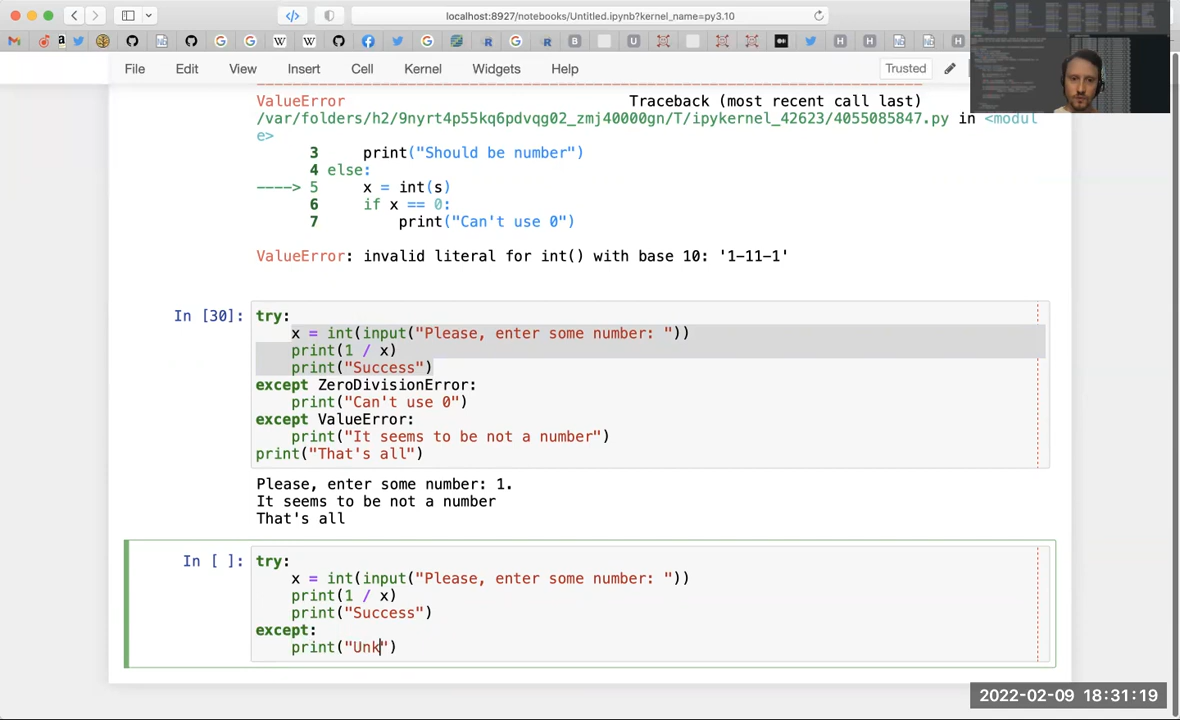 localhost:8927/notebooks/Untitled.ipynb?kernel_name=py3.10
File Edit View Insert Cell Kernel Widgets Help Trusted
ValueError Traceback (most recent call last)
/var/folders/h2/9nyrt4p55kq6pdvqg02_zmj40000gn/T/ipykernel_42623/4055085847.py in <modul
e>
3 print("Should be number")
4 else:
----> 5 x = int(s)
6 if x == 0:
7 print("Can't use 0")
ValueError: invalid literal for int() with base 10: '1-11-1'
In [30]: try:
x = int(input("Please, enter some number: "))
print(1 / x)
print("Success")
except ZeroDivisionError:
print("Can't use 0")
except ValueError:
print("It seems to be not a number")
print("That's all")
Please, enter some number: 1.
It seems to be not a number
That's all
In [ ]: try:
x = int(input("Please, enter some number: "))
print(1 / x)
print("Success")
except:
print("Unk")
2022-02-09 18:31:19